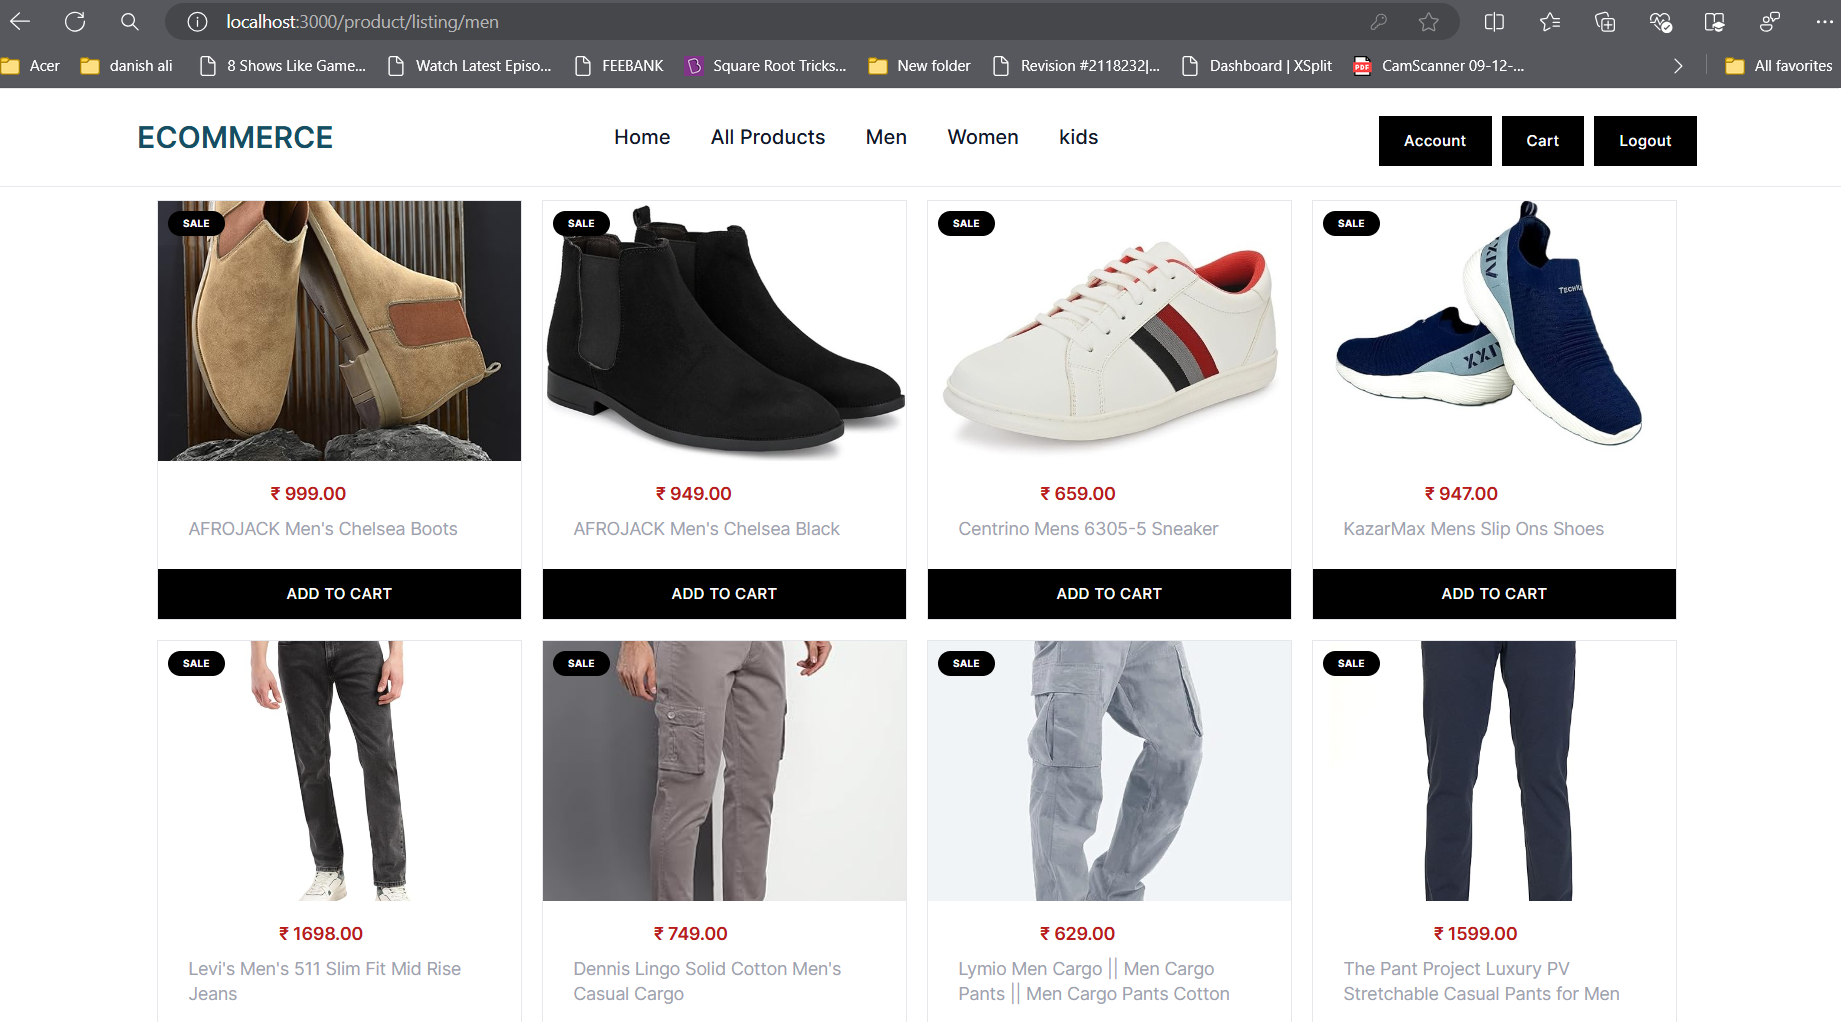 localhost:3000/product/listing/men
Acer
danish ali
8 Shows Like Game...
Watch Latest Episo...
FEEBANK
Square Root Tricks...
New folder
Revision #2118232|...
Dashboard | XSplit
PDF
CamScanner 09-12-...
All favorites
ECOMMERCE
Home
All Products
Men
Women
kids
Account
Cart
Logout
SALE
SALE
SALE
SALE
XXIV
TECHKA
XXIV
₹ 999.00
₹ 949.00
₹ 659.00
₹ 947.00
AFROJACK Men's Chelsea Boots
AFROJACK Men's Chelsea Black
Centrino Mens 6305-5 Sneaker
KazarMax Mens Slip Ons Shoes
ADD TO CART
ADD TO CART
ADD TO CART
ADD TO CART
SALE
SALE
SALE
SALE
₹ 1698.00
₹ 749.00
₹ 629.00
₹ 1599.00
Levi's Men's 511 Slim Fit Mid Rise
Jeans
Dennis Lingo Solid Cotton Men's
Casual Cargo
Lymio Men Cargo || Men Cargo
Pants || Men Cargo Pants Cotton
The Pant Project Luxury PV
Stretchable Casual Pants for Men